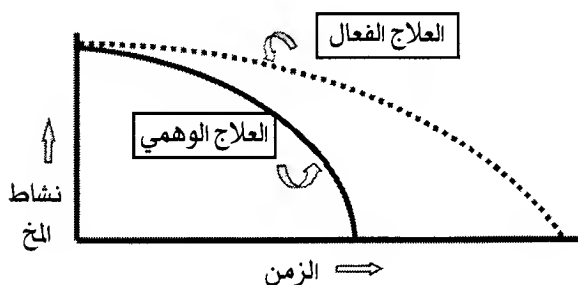 العلاج الفعال
العلاج الوهمي
نشاط
المخ
الزمن